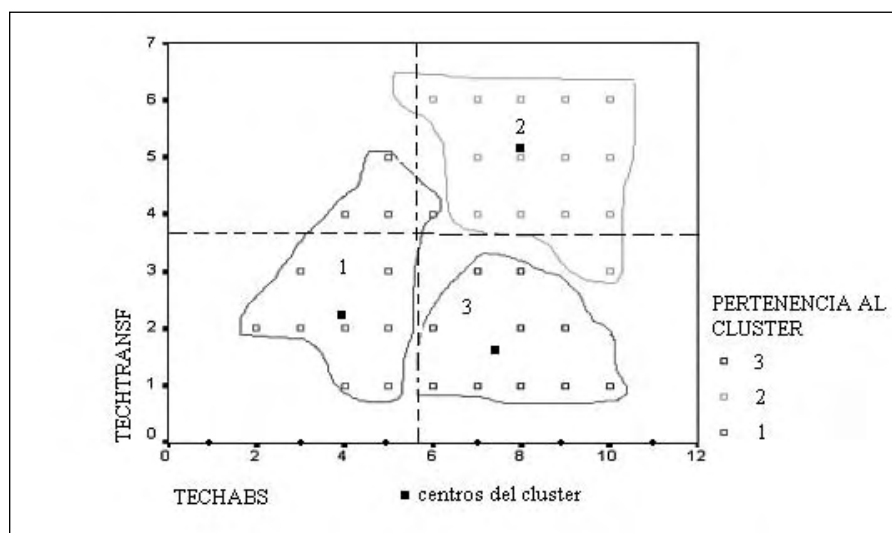 7
6
5
4
3
2
1
0
TECHTRANSF
2
1
3
0 2 4 6 8 10 12
TECHABS
centros del cluster
PERTENENCIA AL
CLUSTER
3
2
1